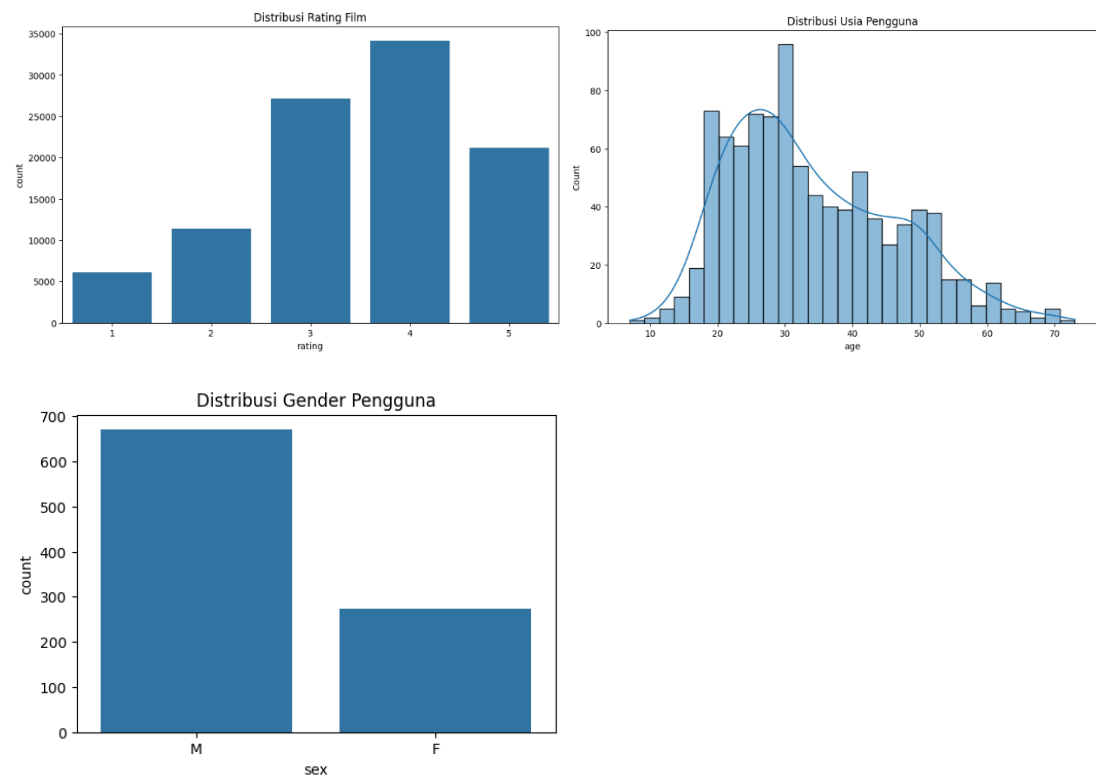 Distribusi Rating Film
35000
30000
25000
20000
15000
10000
5000
0
count
1 2 3 4 5
rating
Distribusi Usia Pengguna
100
80
60
40
20
0
Count
10 20 30 40 50 60 70
age
Distribusi Gender Pengguna
700
600
500
400
300
200
100
0
count
M F
sex